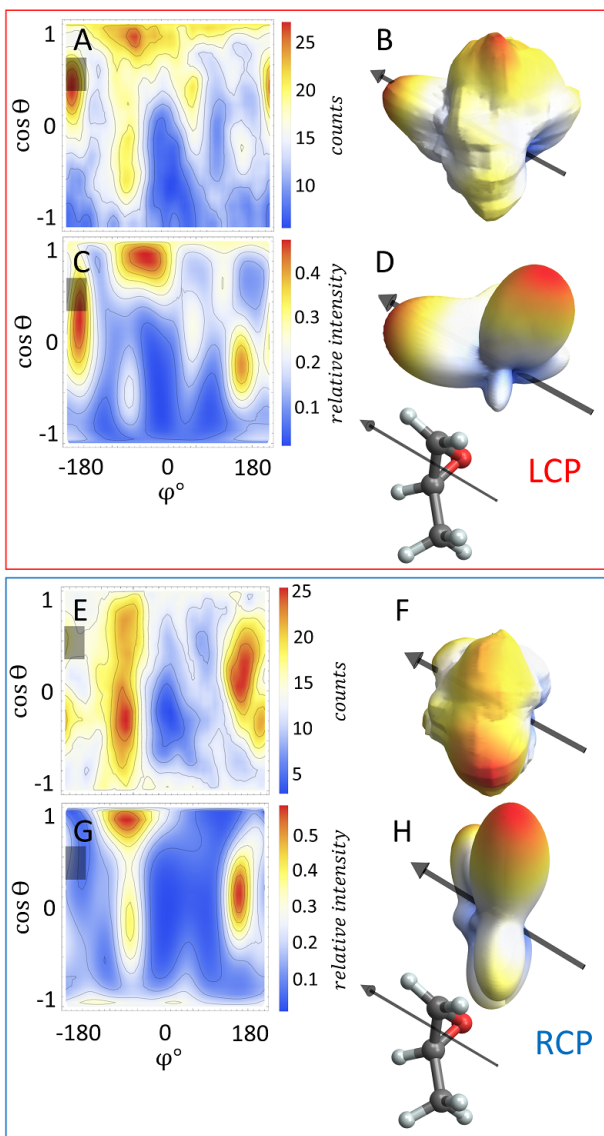 A
1
0
-1
cos θ
25
20
15
10
counts
B
C
1
0
-1
cos θ
-180
0
180
φ°
0.4
0.3
0.2
0.1
relative intensity
D
LCP
E
1
0
-1
cos θ
25
20
15
10
5
counts
F
G
1
0
-1
cos θ
-180
0
180
φ°
0.5
0.4
0.3
0.2
0.1
relative intensity
H
RCP